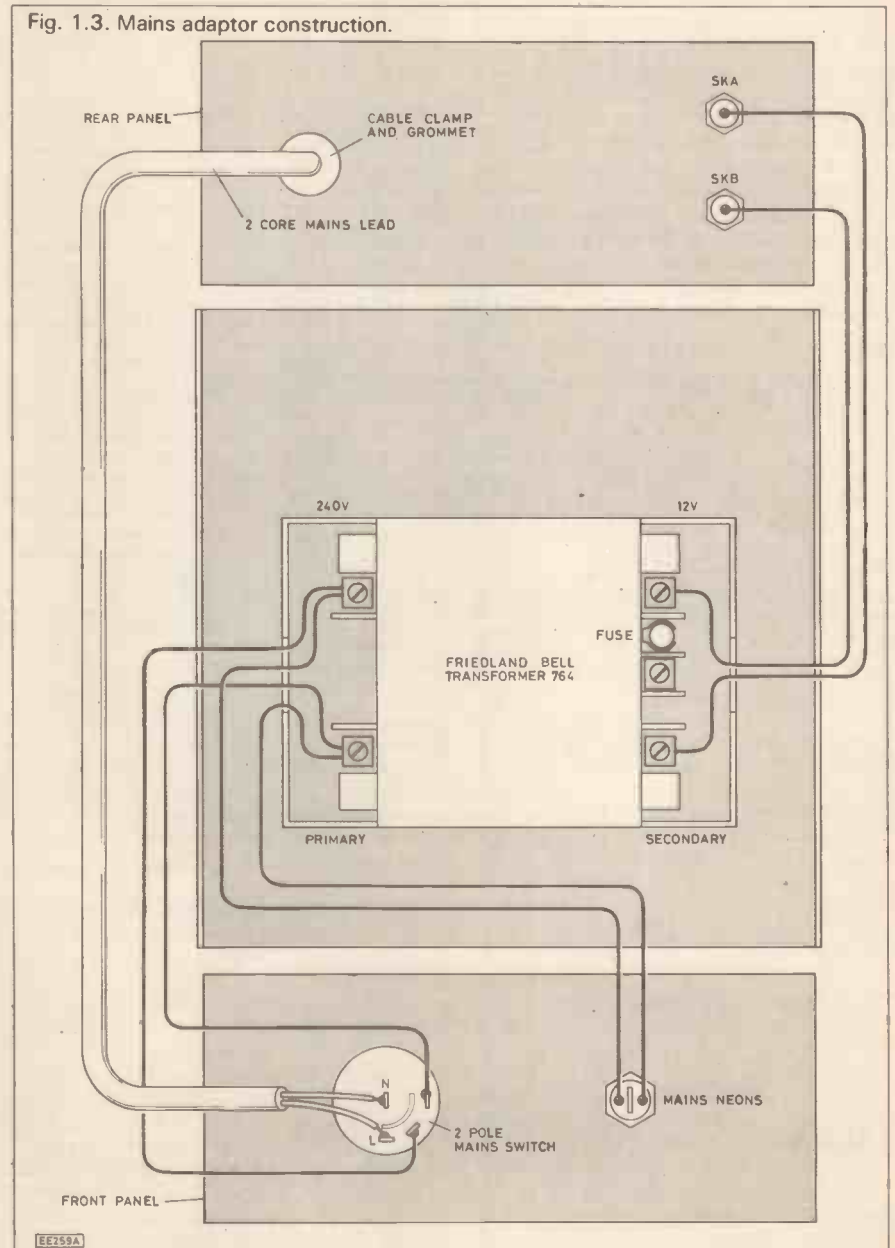 Fig. 1.3. Mains adaptor construction.
SKA
REAR PANEL
CABLE CLAMP
AND GROMMET
SKB
2 CORE MAINS LEAD
240V
12V
FUSE
FRIEDLAND BELL
TRANSFORMER 764
PRIMARY
SECONDARY
N
MAINS NEONS
L
2 POLE
MAINS SWITCH
FRONT PANEL
EE259A